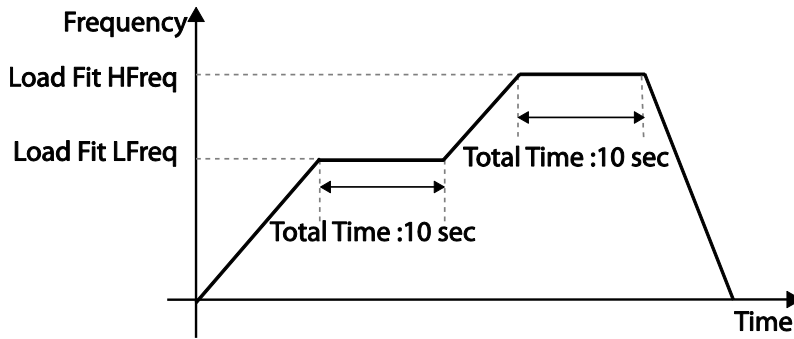 Frequency
Load Fit HFreq
Load Fit LFreq
Total Time :10 sec
Total Time :10 sec
Time